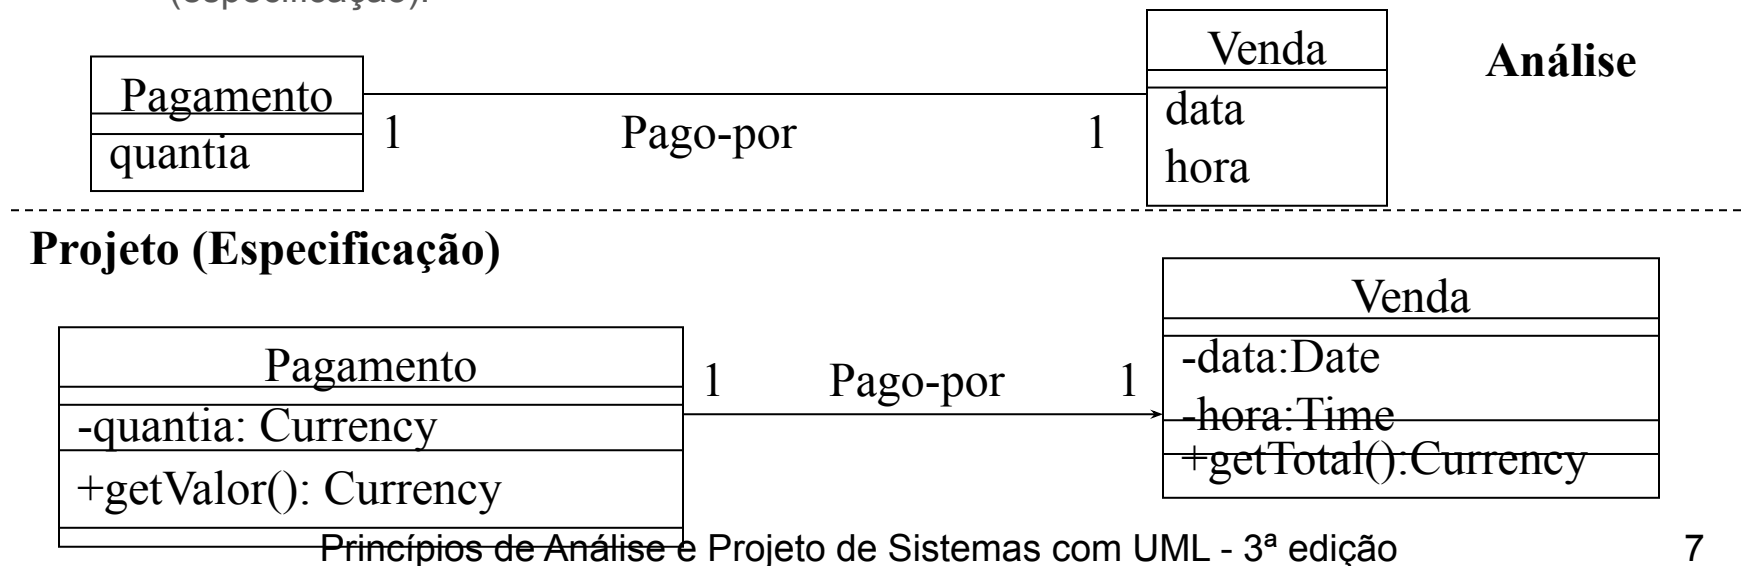 (especificação).
Venda
Análise
Pagamento
data
1 Pago-por 1
quantia
hora
Projeto (Especificação)
Venda
Pagamento
1 Pago-por 1
-data:Date
-quantia: Currency
-hora:Time
+getTotal():Currency
+getValor(): Currency
Princípios de Análise e Projeto de Sistemas com UML - 3ª edição
7